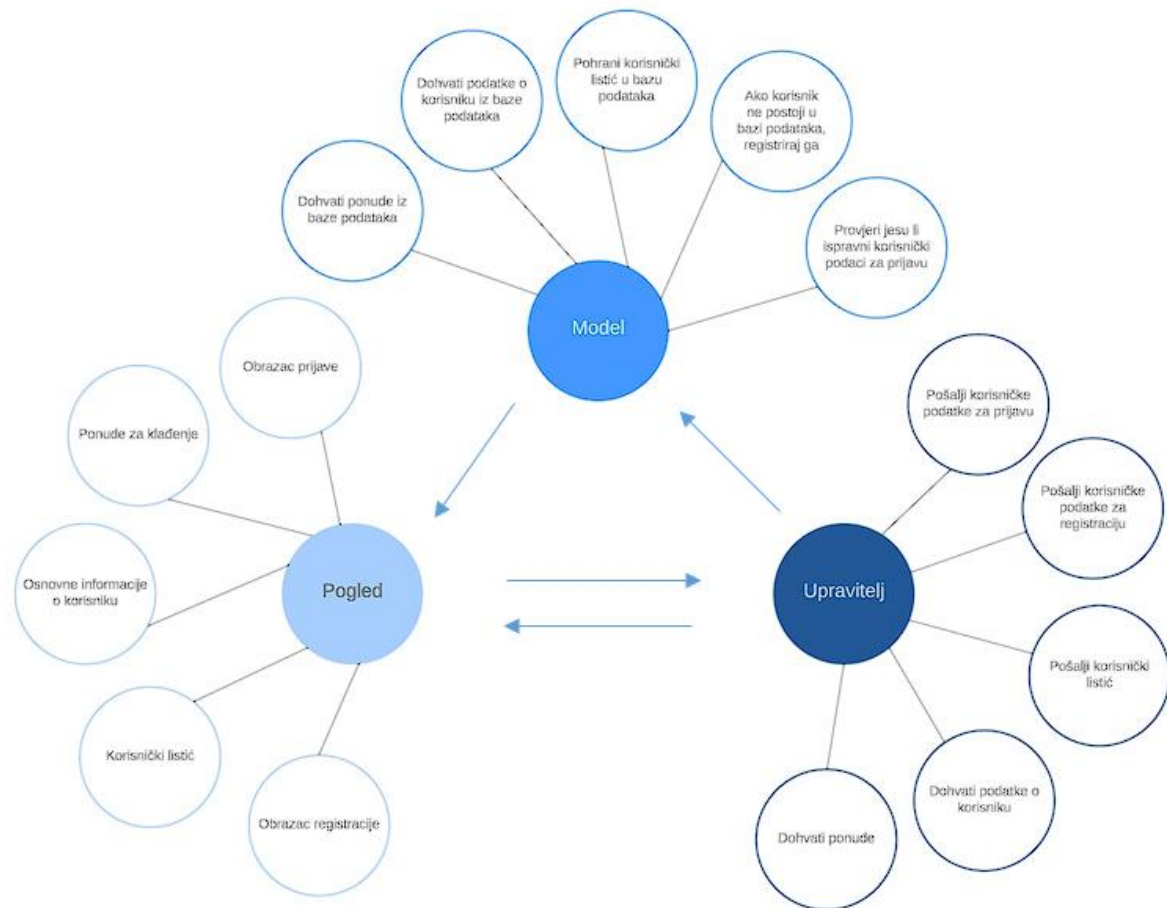 Pohrani korisnički
listić u bazu
podataka
Dohvati podatke o
korisniku iz baze
podataka
Ako korisnik
ne postoji u
bazi podataka,
registriraj ga
Dohvati ponude iz
baze podataka
Provjeri jesu li
ispravni korisnički
podaci za prijavu
Model
Obrazac prijave
Ponude za klađenje
Osnovne informacije
o korisniku
Pogled
Korisnički listić
Obrazac registracije
Pošalji korisničke
podatke za prijavu
Pošalji korisničke
podatke za
registraciju
Upravitelj
Pošalji korisnički
listić
Dohvati podatke o
korisniku
Dohvati ponude